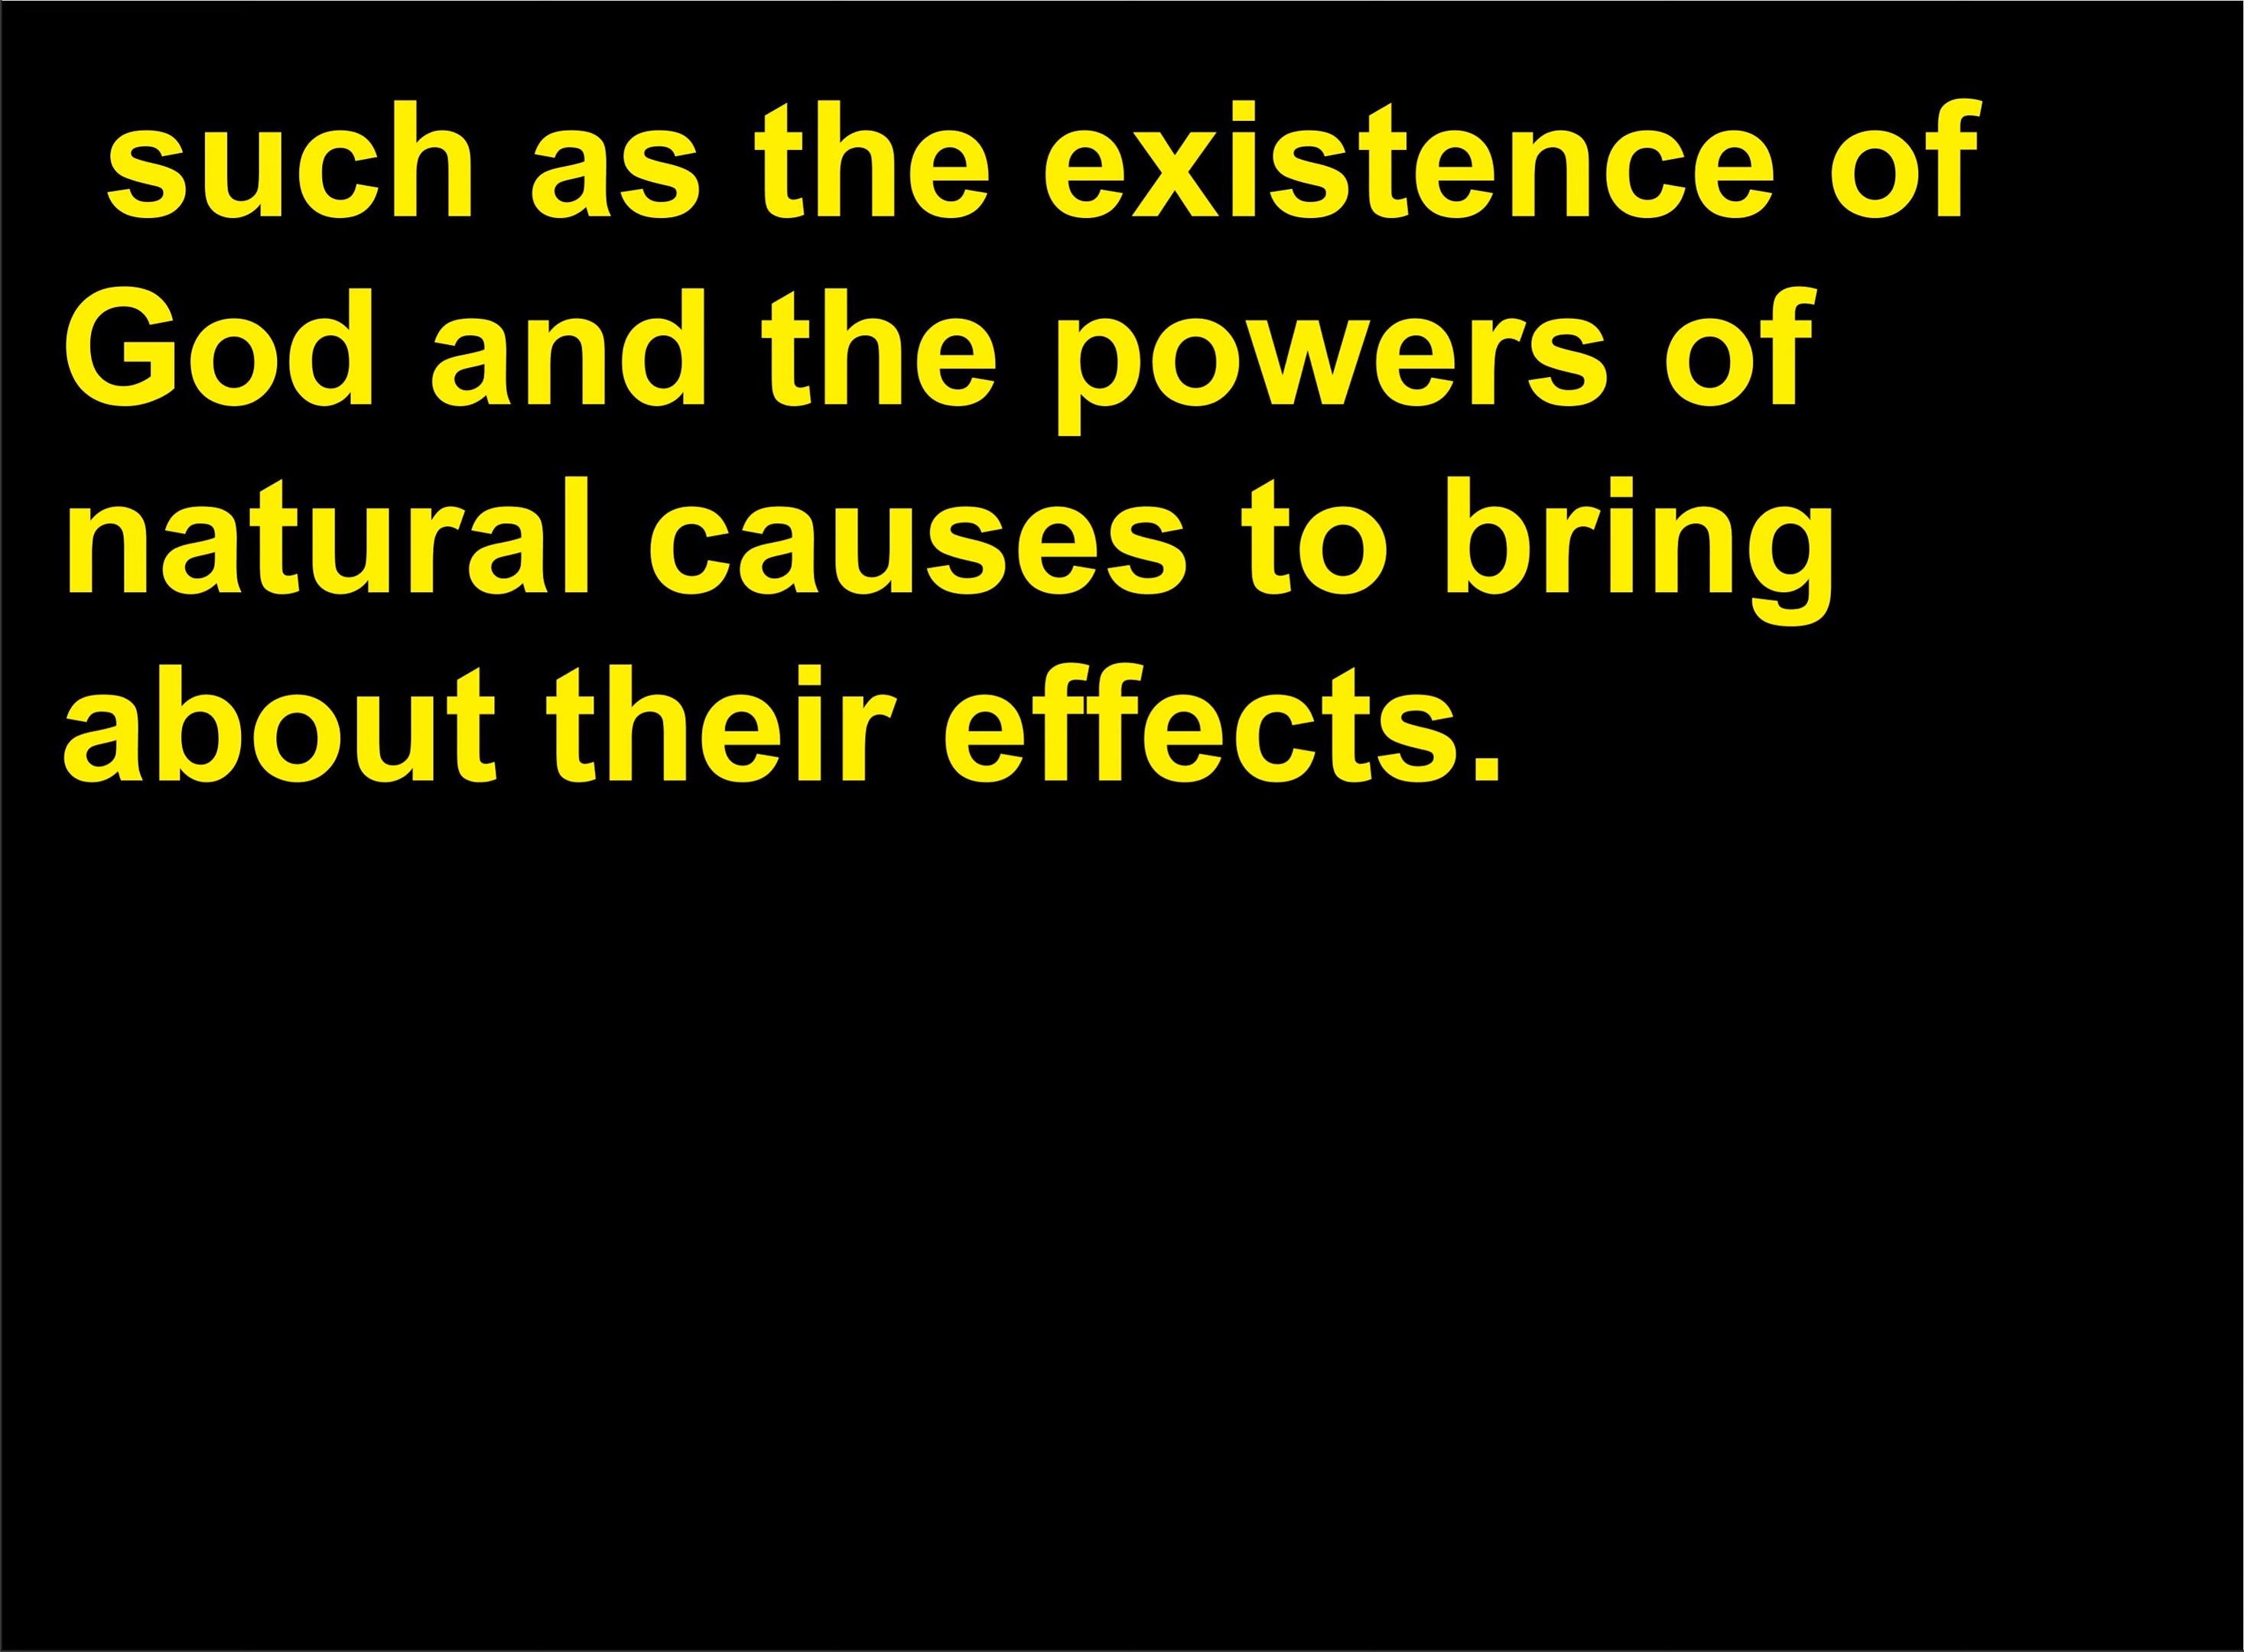 such as the existence of
God and the powers of
natural causes to bring
about their effects.